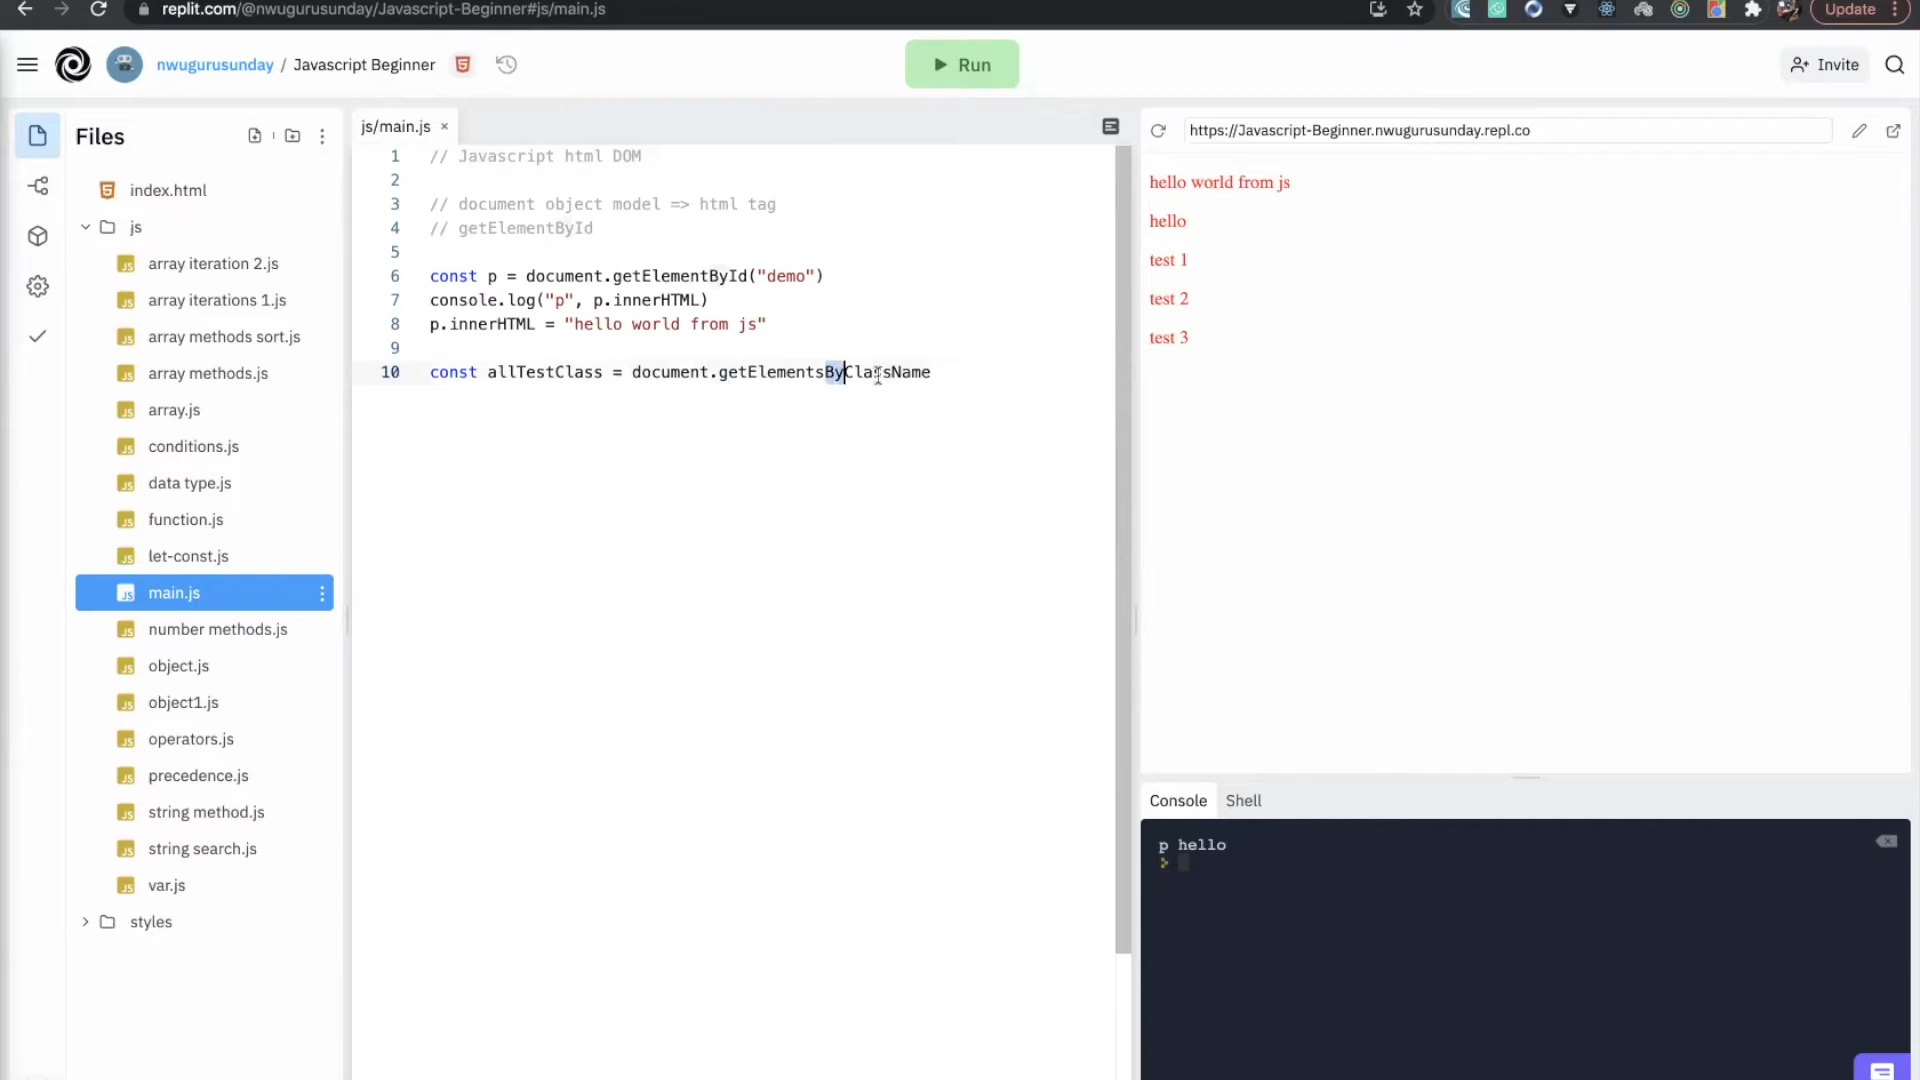 replit.com/@nwugurusunday/Javascript-Beginner#js/main.js
Update
nwugurusunday / Javascript Beginner
Run
Invite
Files
index.html
js
array iteration 2.js
array iterations 1.js
array methods sort.js
array methods.js
array.js
conditions.js
data type.js
function.js
let-const.js
main.js
number methods.js
object.js
object1.js
operators.js
precedence.js
string method.js
string search.js
var.js
styles
js/main.js ×
1 // Javascript html DOM
2
3 // document object model => html tag
4 // getElementById
5
6 const p = document.getElementById("demo")
7 console.log("p", p.innerHTML)
8 p.innerHTML = "hello world from js"
9
10 const allTestClass = document.getElementsByClassName
https://Javascript-Beginner.nwugurusunday.repl.co
hello world from js
hello
test 1
test 2
test 3
Console Shell
p hello
>